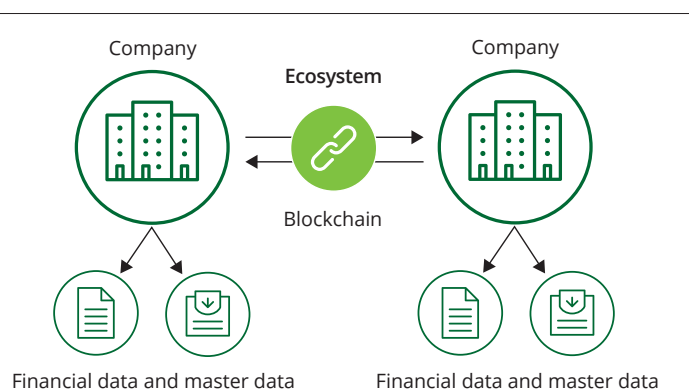 Company
Company
Ecosystem
Blockchain
Financial data and master data
Financial data and master data